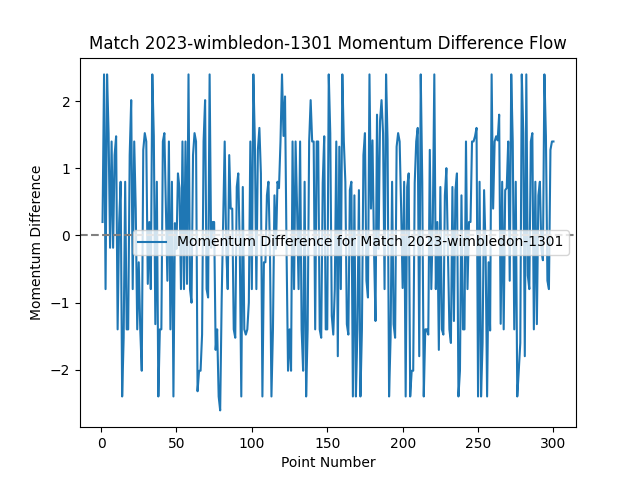 Match 2023-wimbledon-1301 Momentum Difference Flow
Momentum Difference
2
1
0
−1
−2
Momentum Difference for Match 2023-wimbledon-1301
0 50 100 150 200 250 300
Point Number